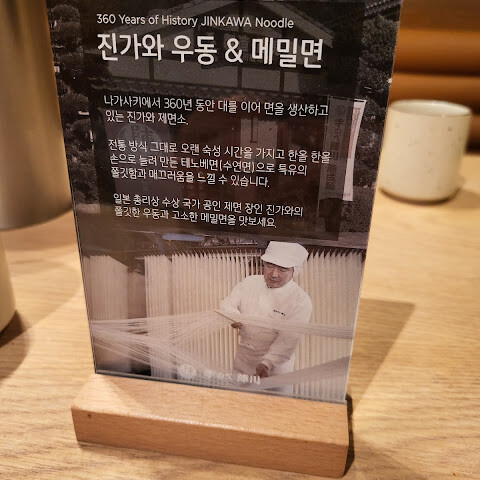 360 Years of History JINKAWA Noodle
진가와 우동 & 메밀면
나가사키에서 360년 동안 대를 이어 면을 생산하고
있는 진가와 제면소.
전통 방식 그대로 오랜 숙성 시간을 가지고 한올 한올
손으로 늘려 만든 테노베면(수연면)으로 특유의
쫄깃함과 매끄러움을 느낄 수 있습니다.
일본 총리상 수상 국가 공인 제면 장인 진가와의
쫄깃한 우동과 고소한 메밀면을 맛보세요.
陣川